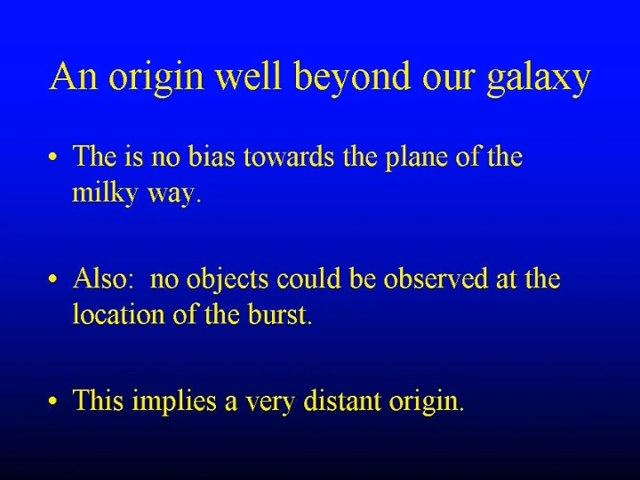 An origin well beyond our galaxy
• The is no bias towards the plane of the
milky way.
• Also:  no objects could be observed at the
location of the burst.
• This implies a very distant origin.